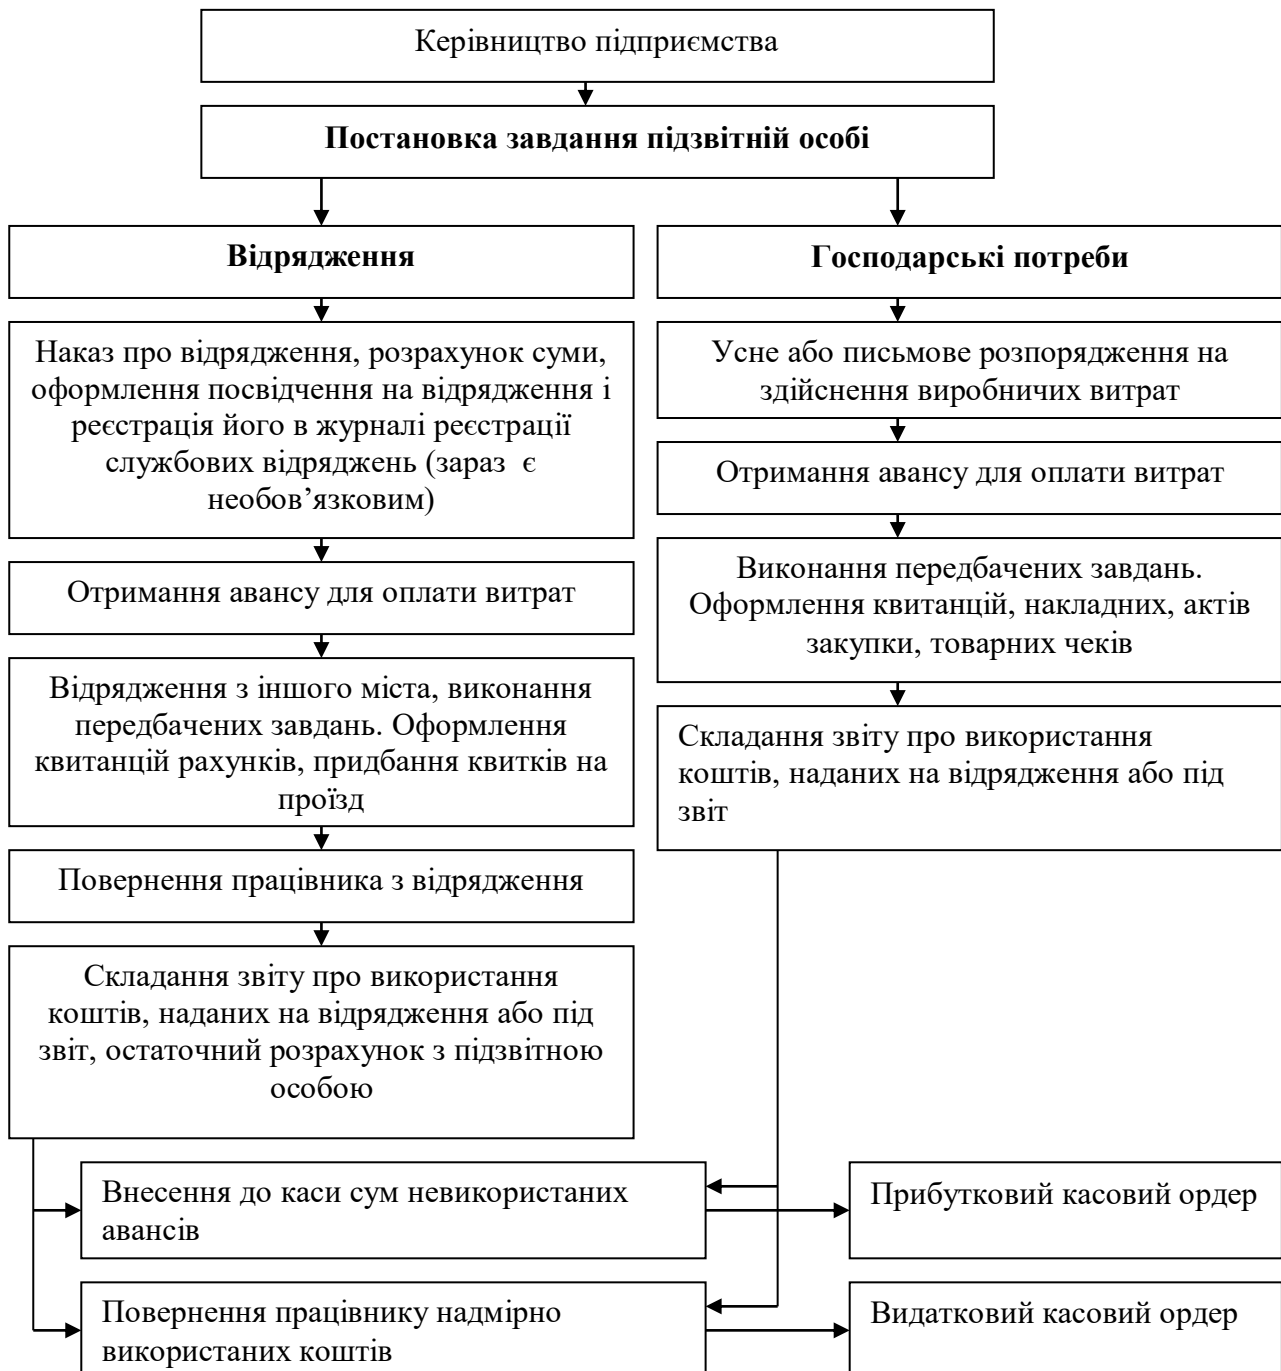 Керівництво підприємства
Постановка завдання підзвітній особі
Відрядження
Наказ про відрядження, розрахунок суми,
оформлення посвідчення на відрядження і
реєстрація його в журналі реєстрації
службових відряджень (зараз є
необов’язковим)
Отримання авансу для оплати витрат
Відрядження з іншого міста, виконання
передбачених завдань. Оформлення
квитанцій рахунків, придбання квитків на
проїзд
Повернення працівника з відрядження
Складання звіту про використання
коштів, наданих на відрядження або під
звіт, остаточний розрахунок з підзвітною
особою
Господарські потреби
Усне або письмове розпорядження на
здійснення виробничих витрат
Отримання авансу для оплати витрат
Виконання передбачених завдань.
Оформлення квитанцій, накладних, актів
закупки, товарних чеків
Складання звіту про використання
коштів, наданих на відрядження або під
звіт
Внесення до каси сум невикористаних
авансів
Прибутковий касовий ордер
Повернення працівнику надмірно
використаних коштів
Видатковий касовий ордер